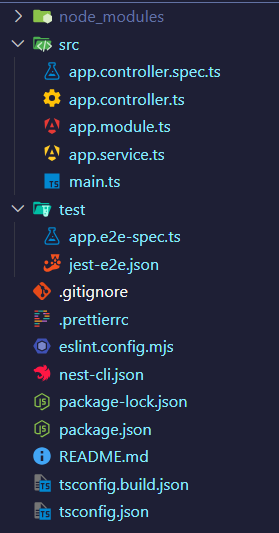 node_modules
src
app.controller.spec.ts
app.controller.ts
app.module.ts
app.service.ts
main.ts
test
app.e2e-spec.ts
jest-e2e.json
.gitignore
.prettierrc
eslint.config.mjs
nest-cli.json
package-lock.json
package.json
README.md
tsconfig.build.json
tsconfig.json